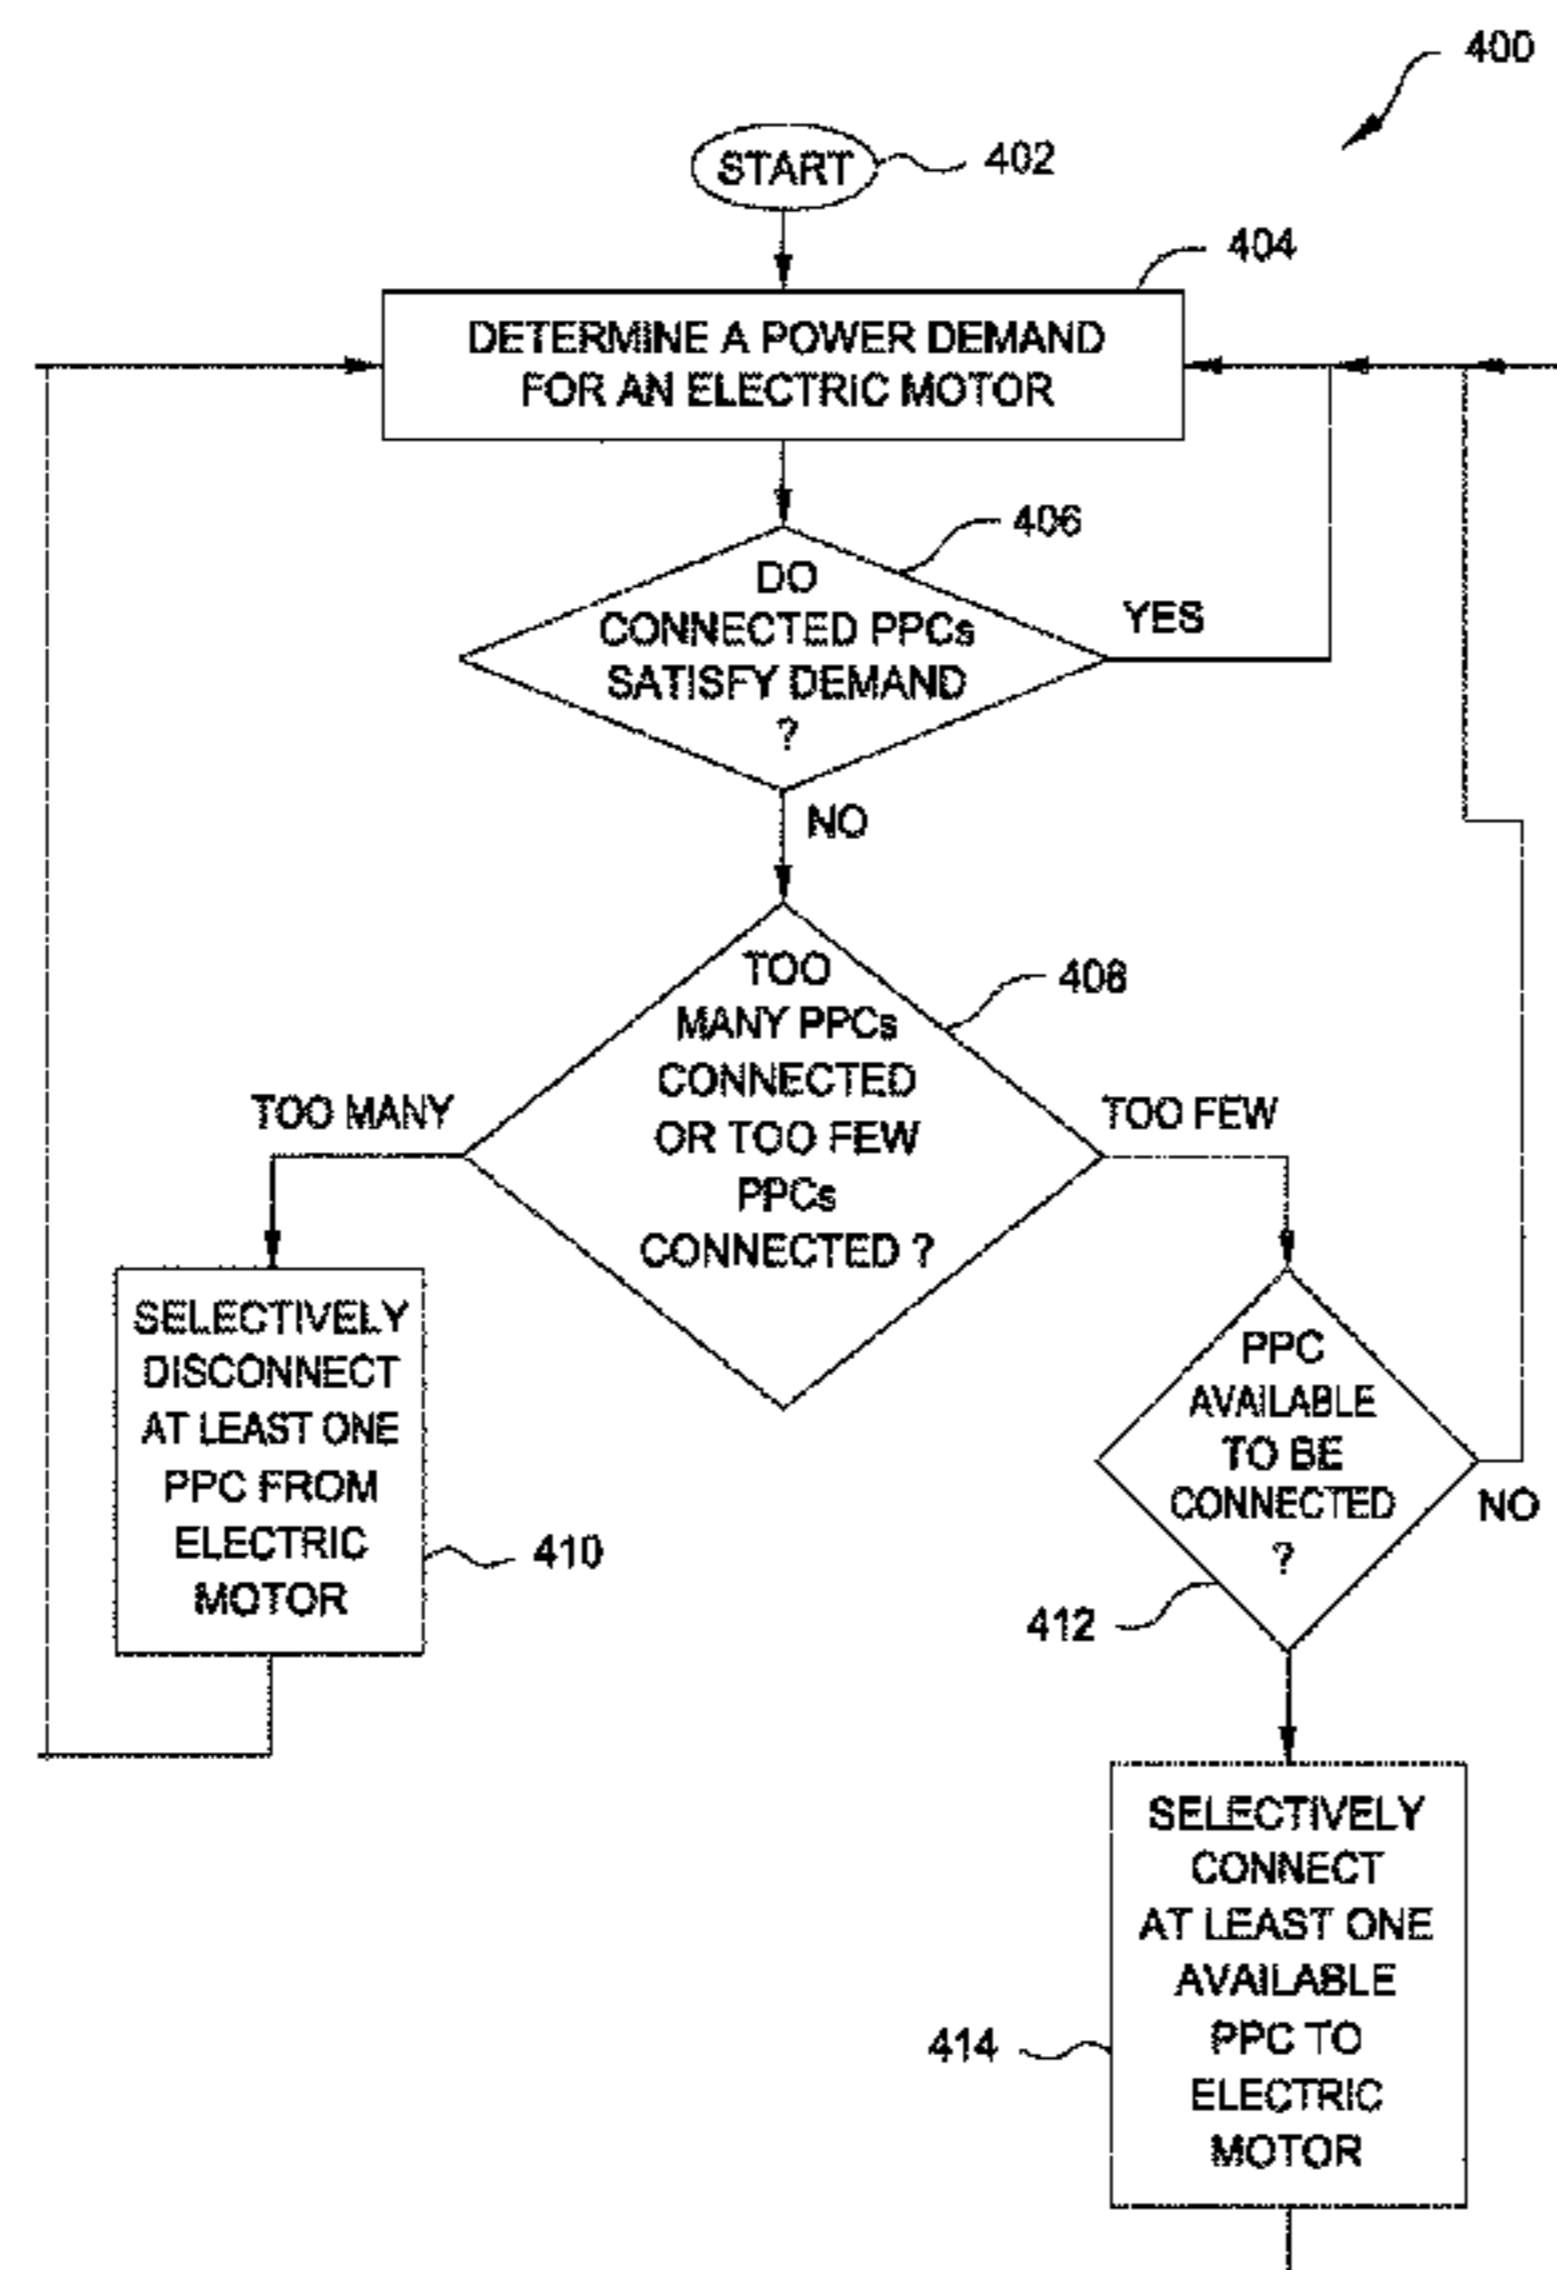 400
START
402
404
DETERMINE A POWER DEMAND
FOR AN ELECTRIC MOTOR
406
DO
CONNECTED PPCs
SATISFY DEMAND
?
YES
NO
408
TOO
MANY PPCs
CONNECTED
OR TOO FEW
PPCs
CONNECTED ?
TOO MANY
TOO FEW
SELECTIVELY
DISCONNECT
AT LEAST ONE
PPC FROM
ELECTRIC
MOTOR
410
PPC
AVAILABLE
TO BE
CONNECTED
?
NO
412
SELECTIVELY
CONNECT
AT LEAST ONE
AVAILABLE
PPC TO
ELECTRIC
MOTOR
414